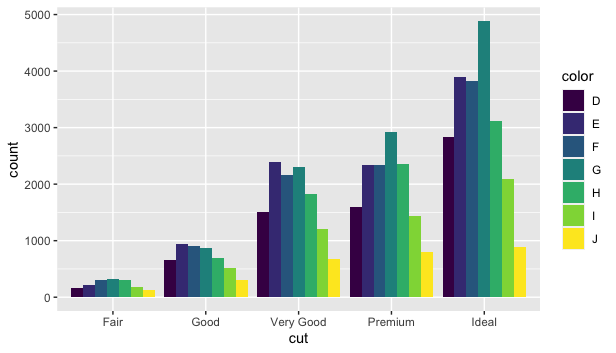 count
5000
4000
3000
2000
1000
0
Fair Good Very Good Premium Ideal
cut
color
D
E
F
G
H
I
J